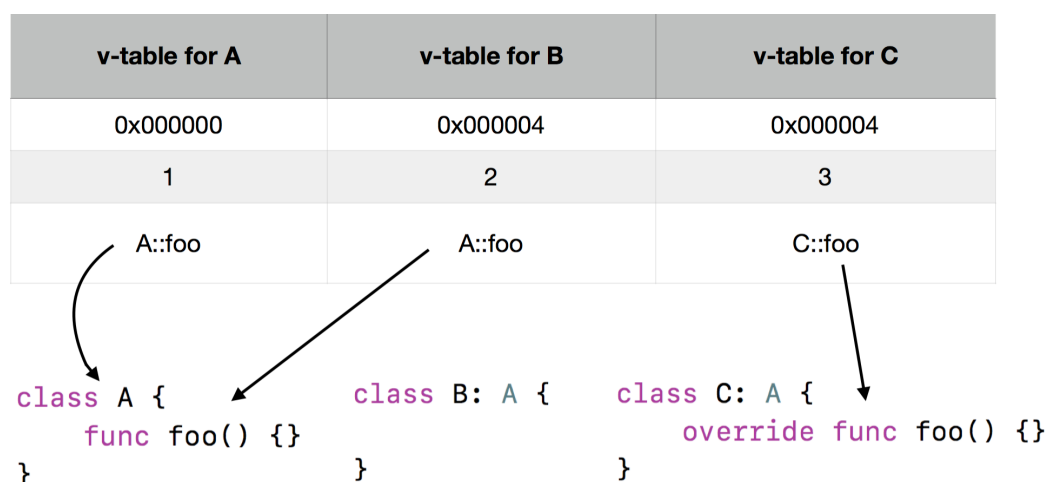 v-table for A v-table for B v-table for C
0x000000 0x000004 0x000004
1 2 3
A::foo A::foo C::foo
class A {
    func foo() {}
}
class B: A {
}
class C: A {
    override func foo() {}
}